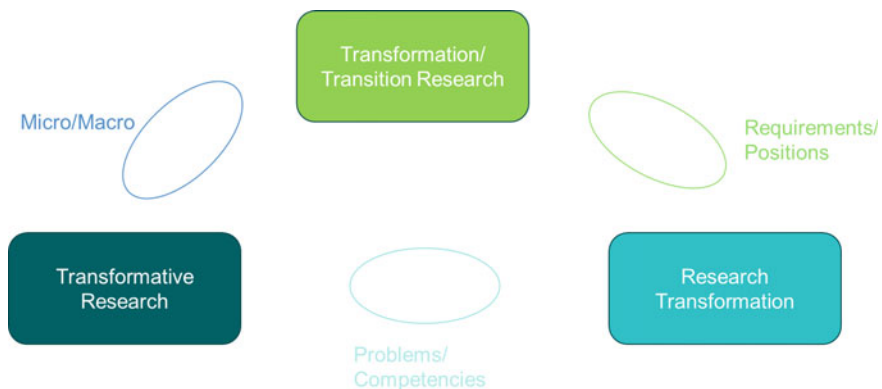 Transformation/
Transition Research
Micro/Macro
Requirements/
Positions
Transformative
Research
Research
Transformation
Problems/
Competencies